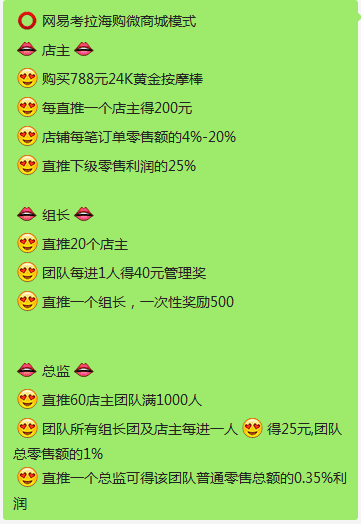 网易考拉海购微商城模式
店主
购买788元24K黄金按摩棒
每直推一个店主得200元
店铺每笔订单零售额的4%-20%
直推下级零售利润的25%
组长
直推20个店主
团队每进1人得40元管理奖
直推一个组长，一次性奖励500
总监
直推60店主团队满1000人
团队所有组长团及店主每进一人 得25元,团队
总零售额的1%
直推一个总监可得该团队普通零售总额的0.35%利
润